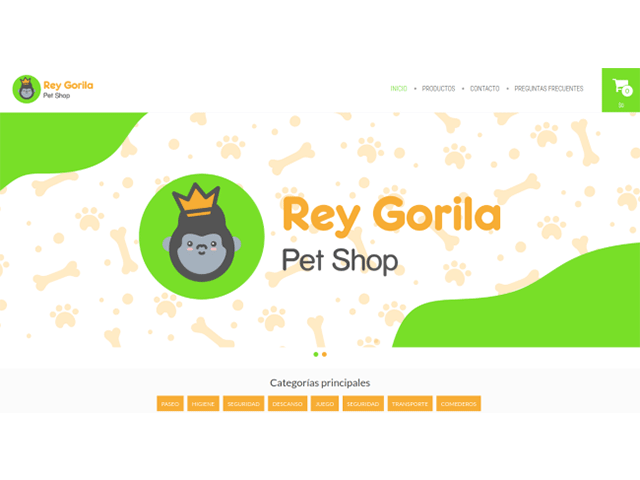 Rey Gorila
Pet Shop
INICIO • PRODUCTOS • CONTACTO • PREGUNTAS FRECUENTES
0
Rey Gorila
Pet Shop
Categorías principales
PASEO HIGIENE SEGURIDAD DESCANSO JUEGO SEGURIDAD TRANSPORTE COMEDEROS